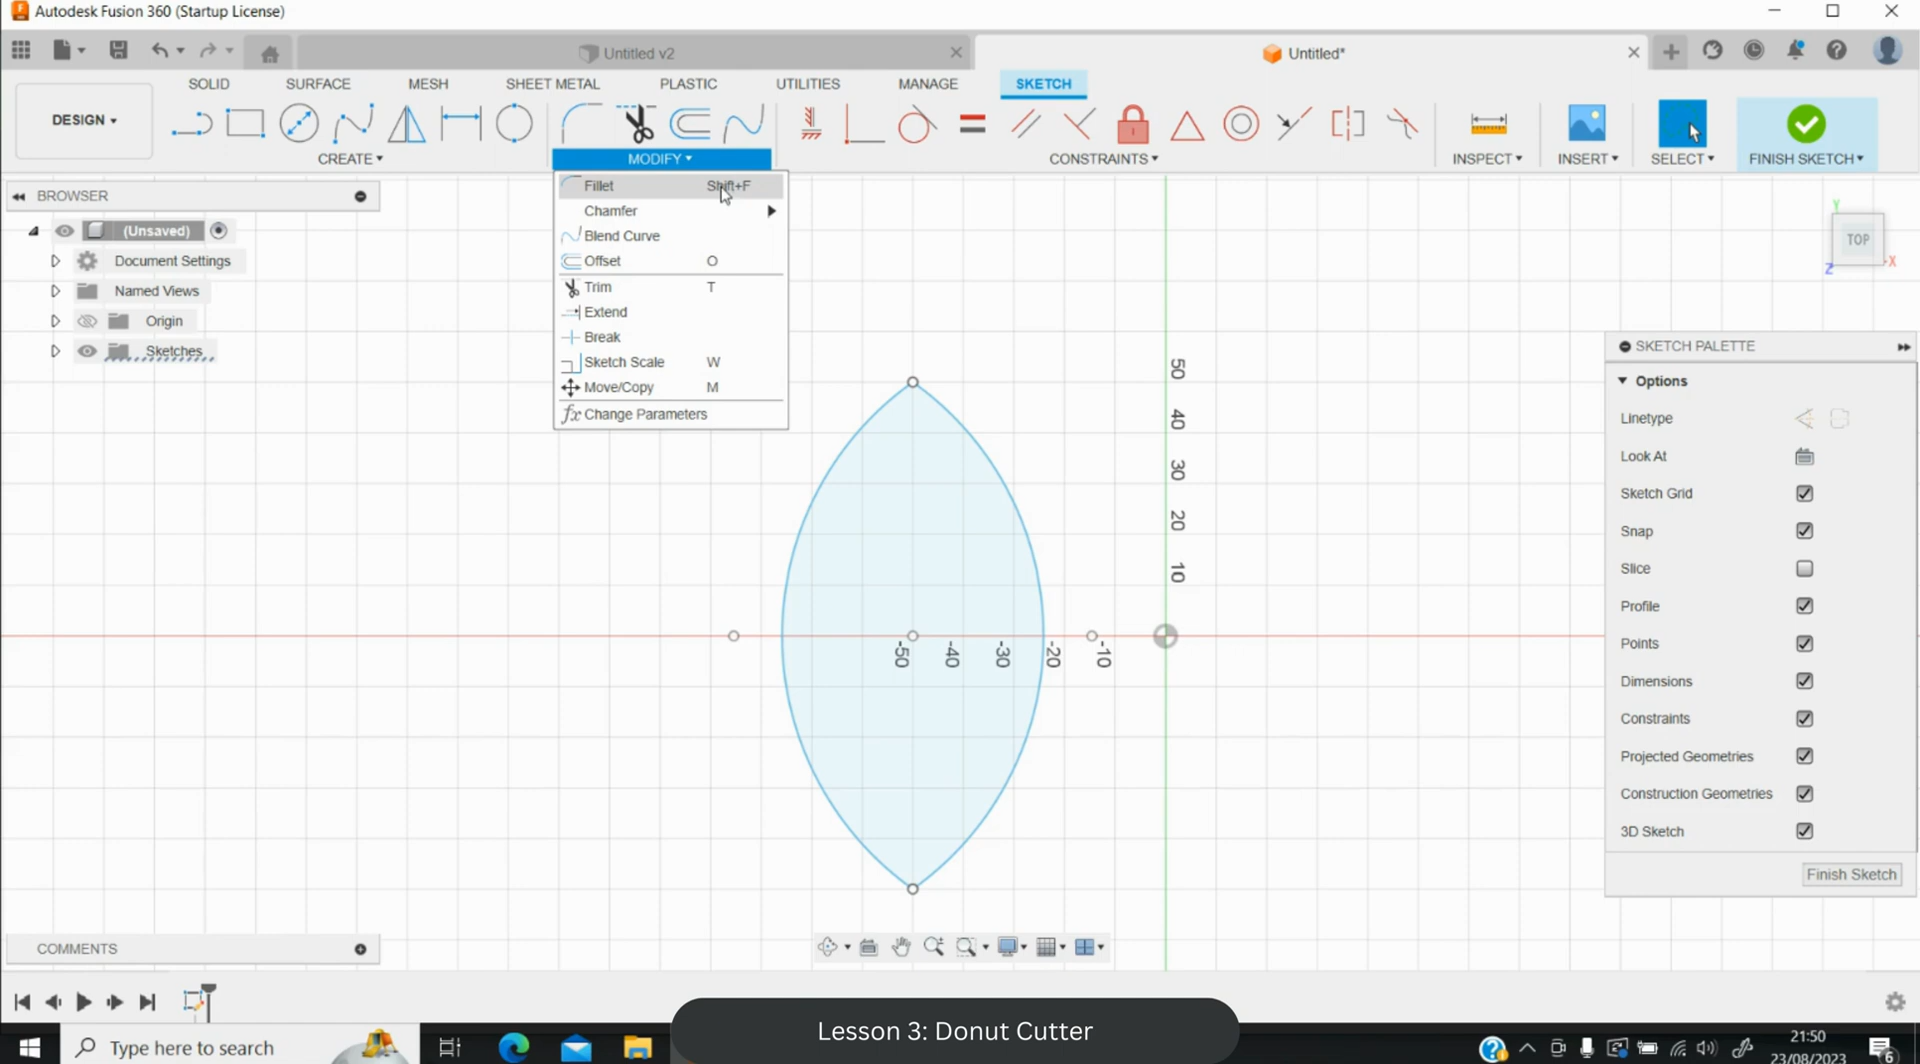 Autodesk Fusion 360 (Startup License)
Untitled v2
Untitled*
SOLID SURFACE MESH SHEET METAL PLASTIC UTILITIES MANAGE SKETCH
DESIGN
CREATE MODIFY CONSTRAINTS INSPECT INSERT SELECT FINISH SKETCH
BROWSER
(Unsaved)
Document Settings
Named Views
Origin
Sketches
Fillet Shift+F
Chamfer
Blend Curve
Offset O
Trim T
Extend
Break
Sketch Scale W
Move/Copy M
fx Change Parameters
Y
TOP
Z -X
50
40
30
20
10
-50 -40 -30 -20 -10
SKETCH PALETTE
Options
Linetype
Look At
Sketch Grid
Snap
Slice
Profile
Points
Dimensions
Constraints
Projected Geometries
Construction Geometries
3D Sketch
Finish Sketch
COMMENTS
Lesson 3: Donut Cutter
Type here to search
21:50
23/08/2023
6